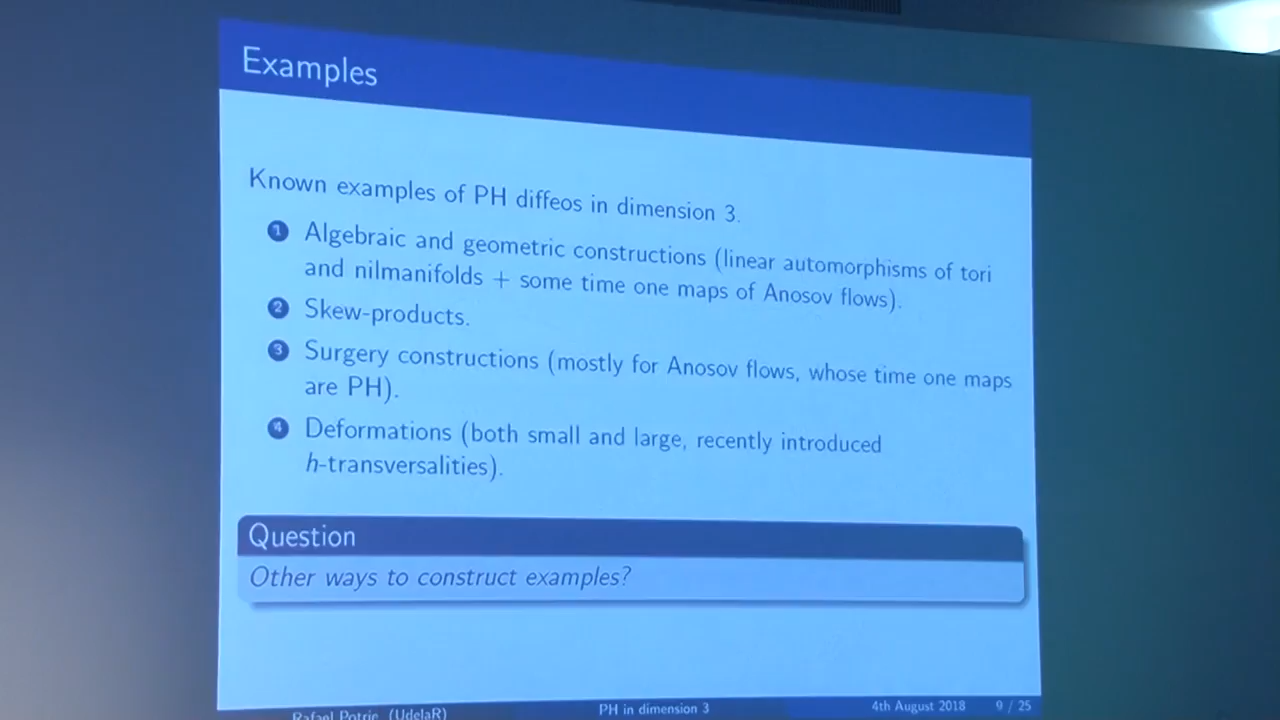 Examples
Known examples of PH diffeos in dimension 3.
1 Algebraic and geometric constructions (linear automorphisms of tori
and nilmanifolds + some time one maps of Anosov flows).
2 Skew-products.
3 Surgery constructions (mostly for Anosov flows, whose time one maps
are PH).
4 Deformations (both small and large, recently introduced
h-transversalities).
Question
Other ways to construct examples?
Rafael Potrie (UdelaR) PH in dimension 3 4th August 2018 9 / 25